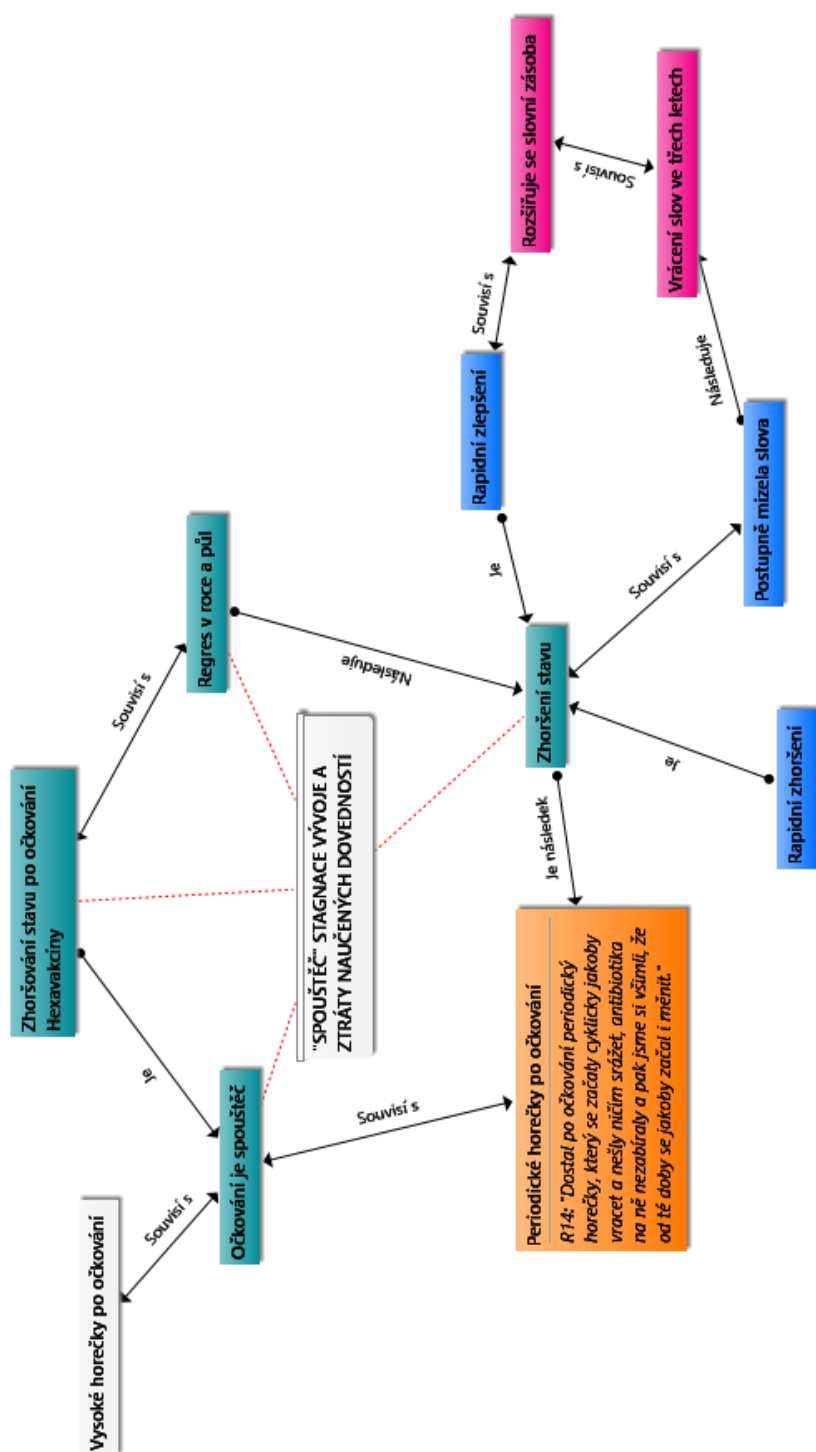 Zhoršování stavu po očkování
Hexavakcíny
Vysoké horečky po očkování
Souvisí s
Je
Souvisí s
Regres v roce a půl
Očkování je spouštěč
"SPOUŠTĚČ" STAGNACE VÝVOJE A
ZTRÁTY NAUČENÝCH DOVEDNOSTÍ
Následuje
Souvisí s
Rapidní zlepšení
Souvisí s
Je
Rozšiřuje se slovní zásoba
Zhoršení stavu
Je následek
Periodické horečky po očkování
R14: "Dostal po očkování periodický
horečky, který se začaly cyklicky jakoby
vracet a nešly ničím srážet, antibiotika
na ně nezabíraly a pak jsme si všimli, že
od té doby se jakoby začal i měnit."
Souvisí s
Souvisí s
Je
Vrácení slov ve třech letech
Následuje
Postupně mizela slova
Rapidní zhoršení